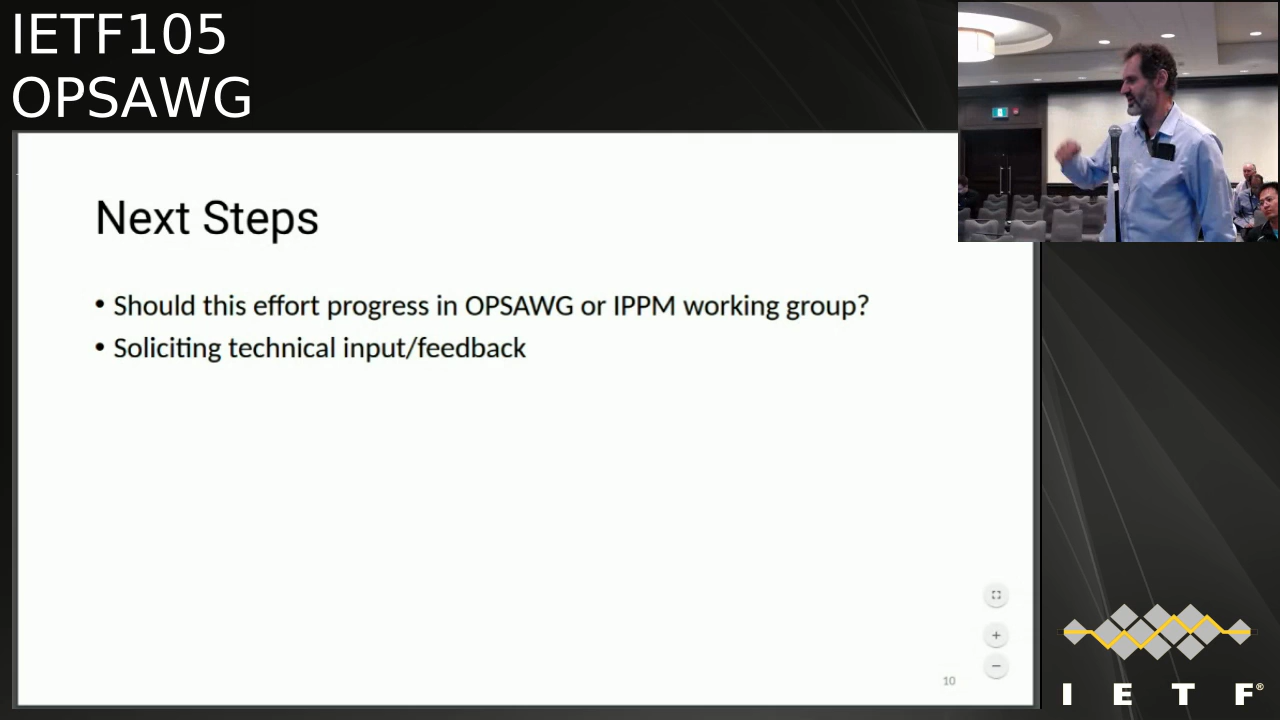 IETF105
OPSAWG
Next Steps
• Should this effort progress in OPSAWG or IPPM working group?
• Soliciting technical input/feedback
10
I E T F®